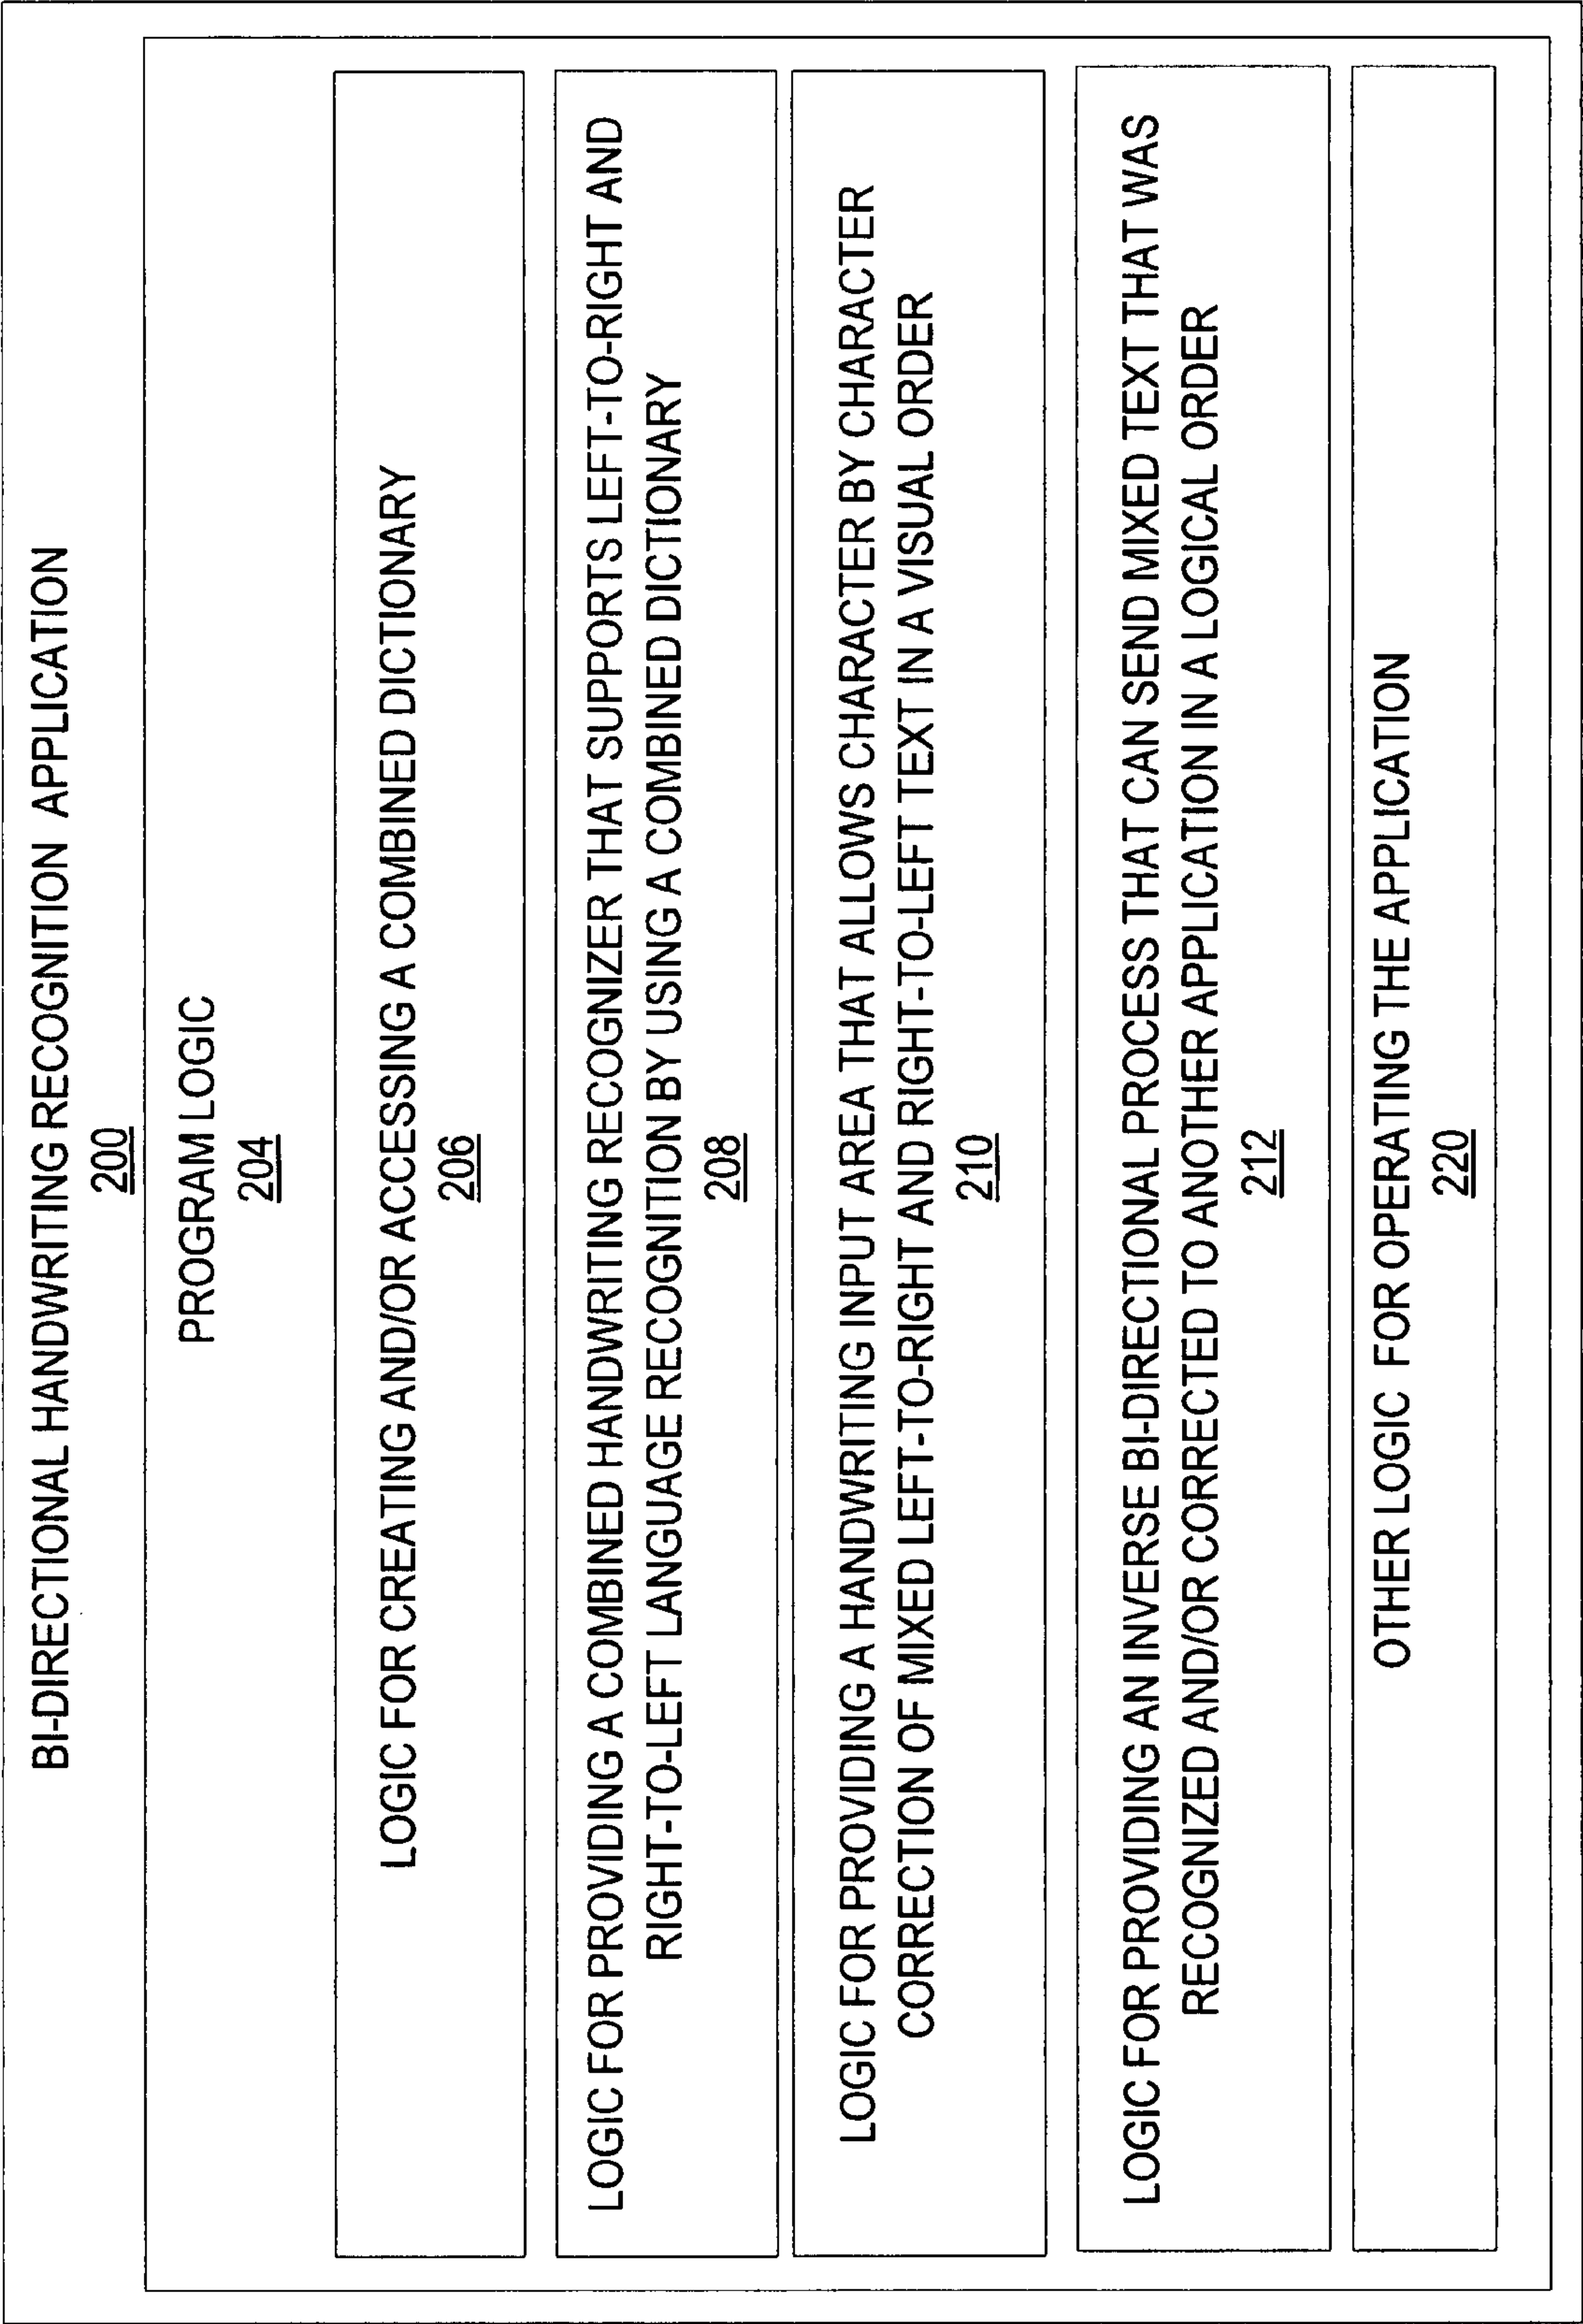 BI-DIRECTIONAL HANDWRITING RECOGNITION APPLICATION
200
PROGRAM LOGIC
204
LOGIC FOR CREATING AND/OR ACCESSING A COMBINED DICTIONARY
206
LOGIC FOR PROVIDING A COMBINED HANDWRITING RECOGNIZER THAT SUPPORTS LEFT-TO-RIGHT AND
RIGHT-TO-LEFT LANGUAGE RECOGNITION BY USING A COMBINED DICTIONARY
208
LOGIC FOR PROVIDING A HANDWRITING INPUT AREA THAT ALLOWS CHARACTER BY CHARACTER
CORRECTION OF MIXED LEFT-TO-RIGHT AND RIGHT-TO-LEFT TEXT IN A VISUAL ORDER
210
LOGIC FOR PROVIDING AN INVERSE BI-DIRECTIONAL PROCESS THAT CAN SEND MIXED TEXT THAT WAS
RECOGNIZED AND/OR CORRECTED TO ANOTHER APPLICATION IN A LOGICAL ORDER
212
OTHER LOGIC FOR OPERATING THE APPLICATION
220